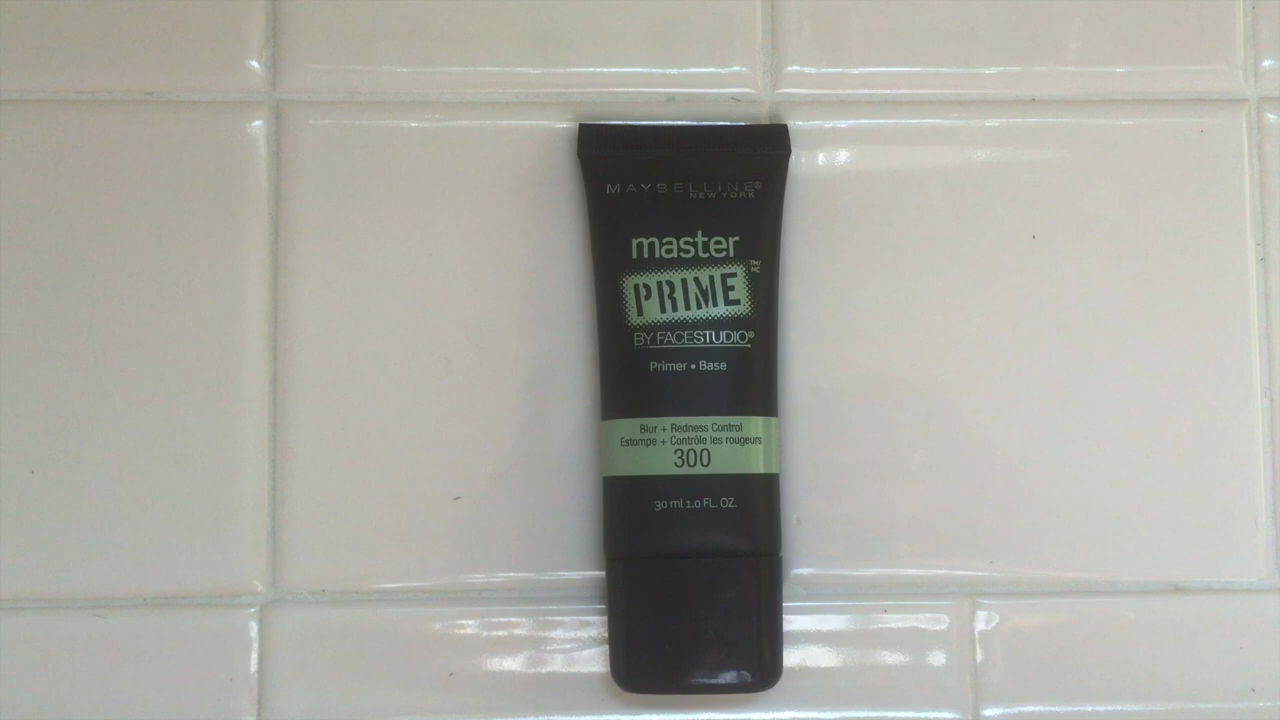 MAYBELLINE®
NEW YORK
master
PRIME TM/MC
BY FACESTUDIO®
Primer • Base
Blur + Redness Control
Estompe + Contrôle les rougeurs
300
30 ml 1.0 FL. OZ.